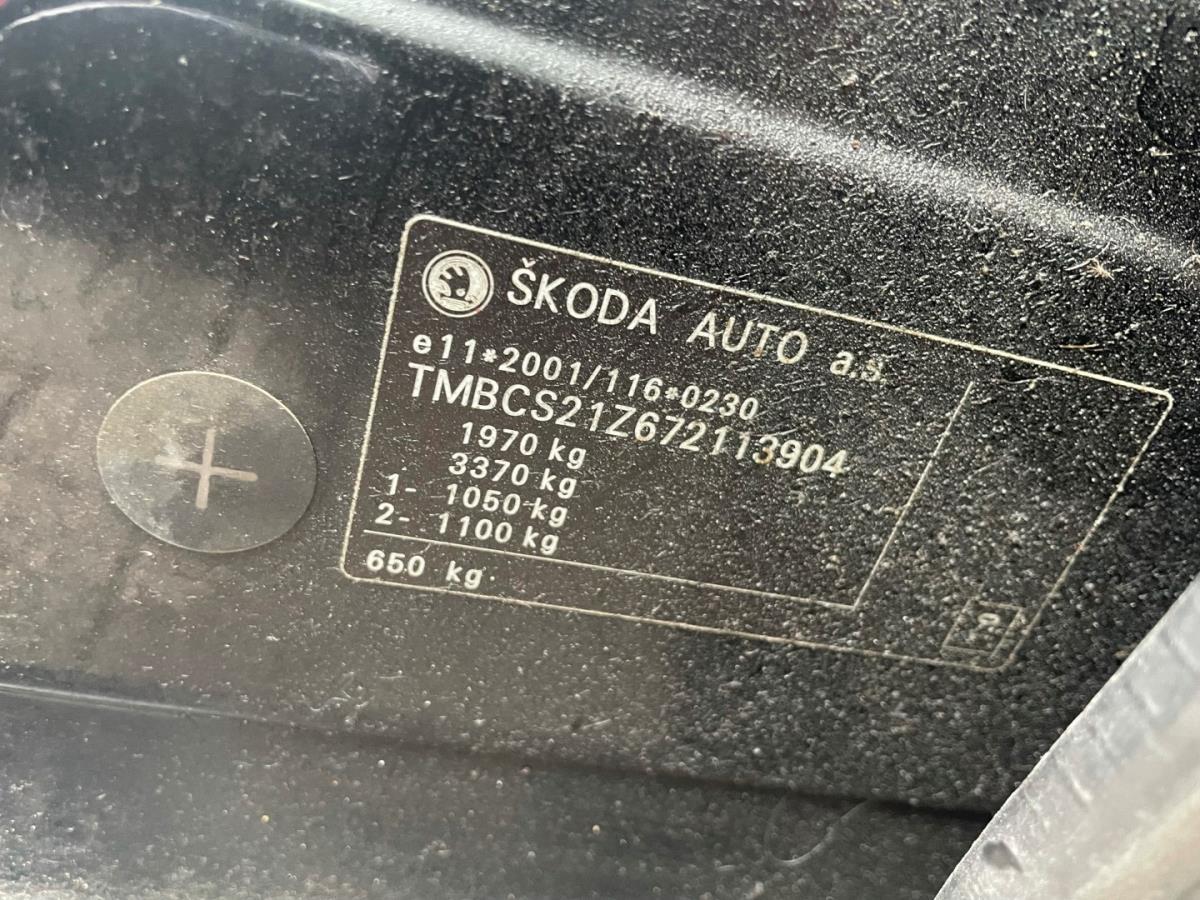 ŠKODA AUTO a.s.
e11*2001/116*0230
TMBCS21Z672113904
1970 kg
3370 kg
1- 1050 kg
2- 1100 kg
650 kg